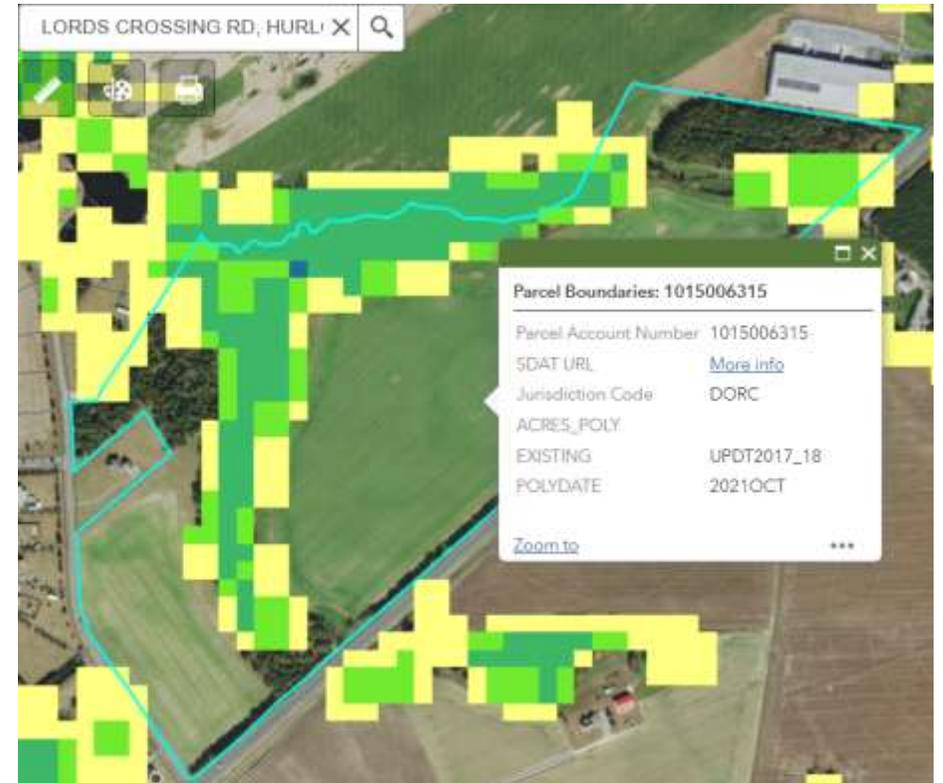 LORDS CROSSING RD, HURL
Parcel Boundaries: 1015006315
Parcel Account Number 1015006315
SDAT URL More info
Jurisdiction Code DORC
ACRES_POLY
EXISTING UPDT2017_18
POLYDATE 2021OCT
Zoom to